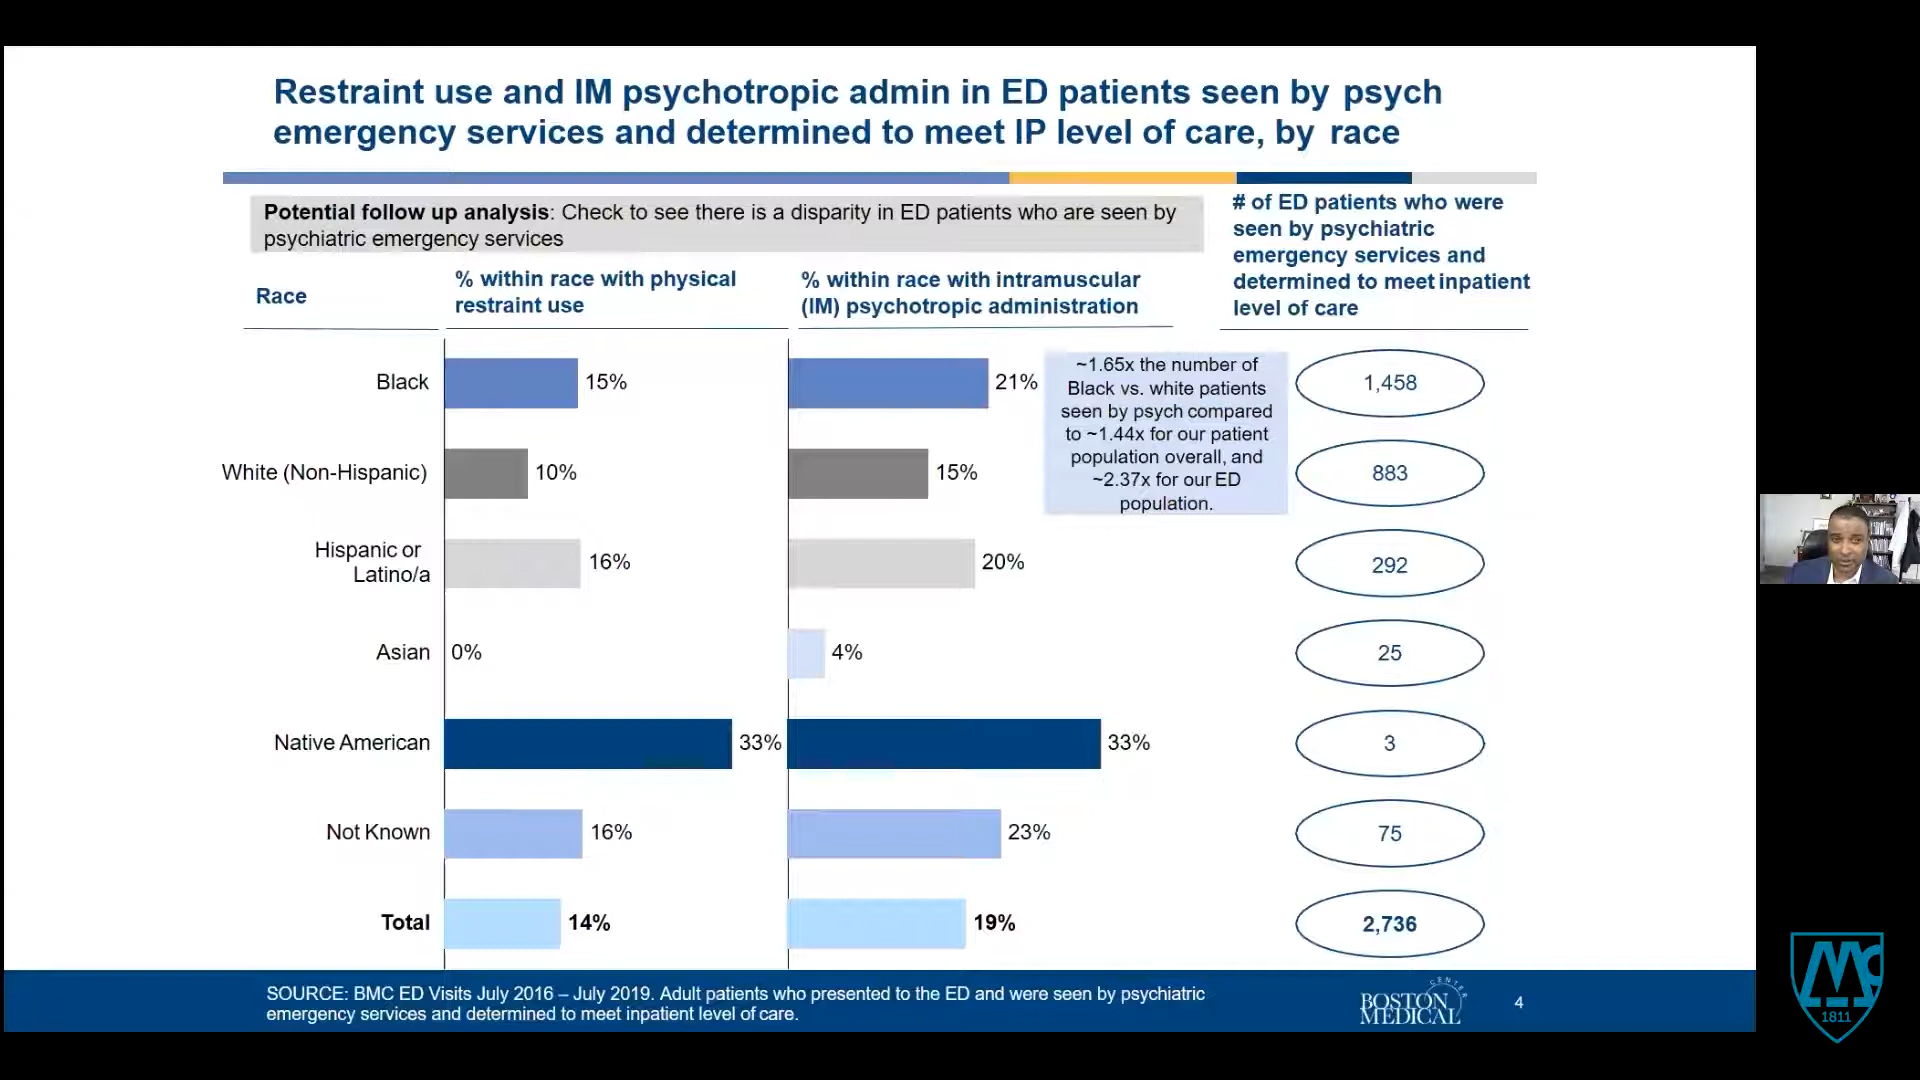 Restraint use and IM psychotropic admin in ED patients seen by psych
emergency services and determined to meet IP level of care, by race
Potential follow up analysis: Check to see there is a disparity in ED patients who are seen by
psychiatric emergency services
# of ED patients who were
seen by psychiatric
emergency services and
determined to meet inpatient
level of care
Race
% within race with physical
restraint use
% within race with intramuscular
(IM) psychotropic administration
Black
15%
21%
~1.65x the number of
Black vs. white patients
seen by psych compared
to ~1.44x for our patient
population overall, and
~2.37x for our ED
population.
1,458
White (Non-Hispanic)
10%
15%
883
Hispanic or
Latino/a
16%
20%
292
Asian
0%
4%
25
Native American
33%
33%
3
Not Known
16%
23%
75
Total
14%
19%
2,736
SOURCE: BMC ED Visits July 2016 – July 2019. Adult patients who presented to the ED and were seen by psychiatric
emergency services and determined to meet inpatient level of care.
BOSTON
MEDICAL
CENTER
4
1811